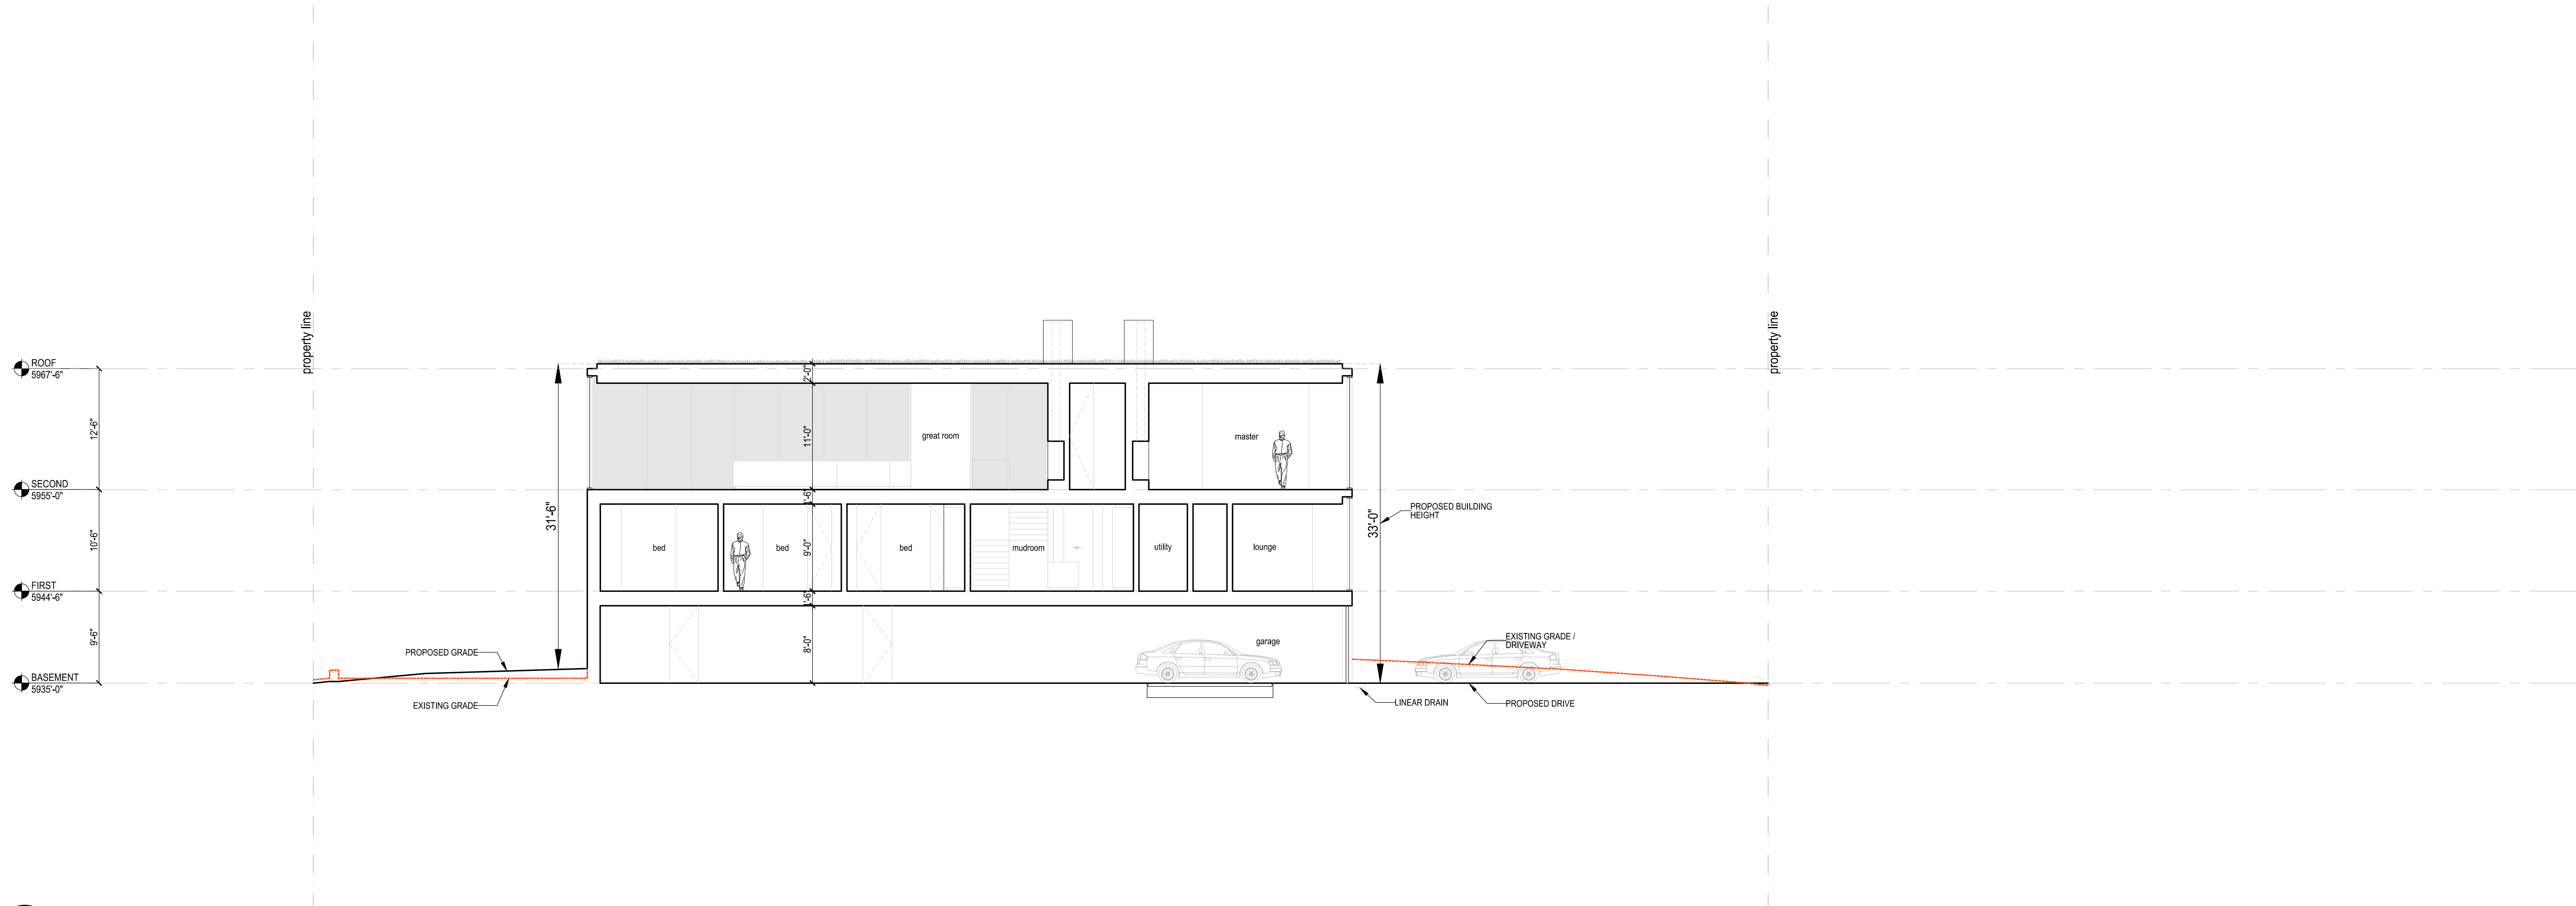 property line
property line
ROOF
5967'-6"
2'-0"
12'-6"
11'-0"
great room
master
SECOND
5955'-0"
1'-6"
31'-6"
33'-0"
PROPOSED BUILDING
HEIGHT
10'-6"
9'-0"
bed
bed
bed
mudroom
utility
lounge
FIRST
5944'-6"
1'-6"
9'-6"
8'-0"
garage
EXISTING GRADE /
DRIVEWAY
PROPOSED GRADE
BASEMENT
5935'-0"
EXISTING GRADE
LINEAR DRAIN
PROPOSED DRIVE